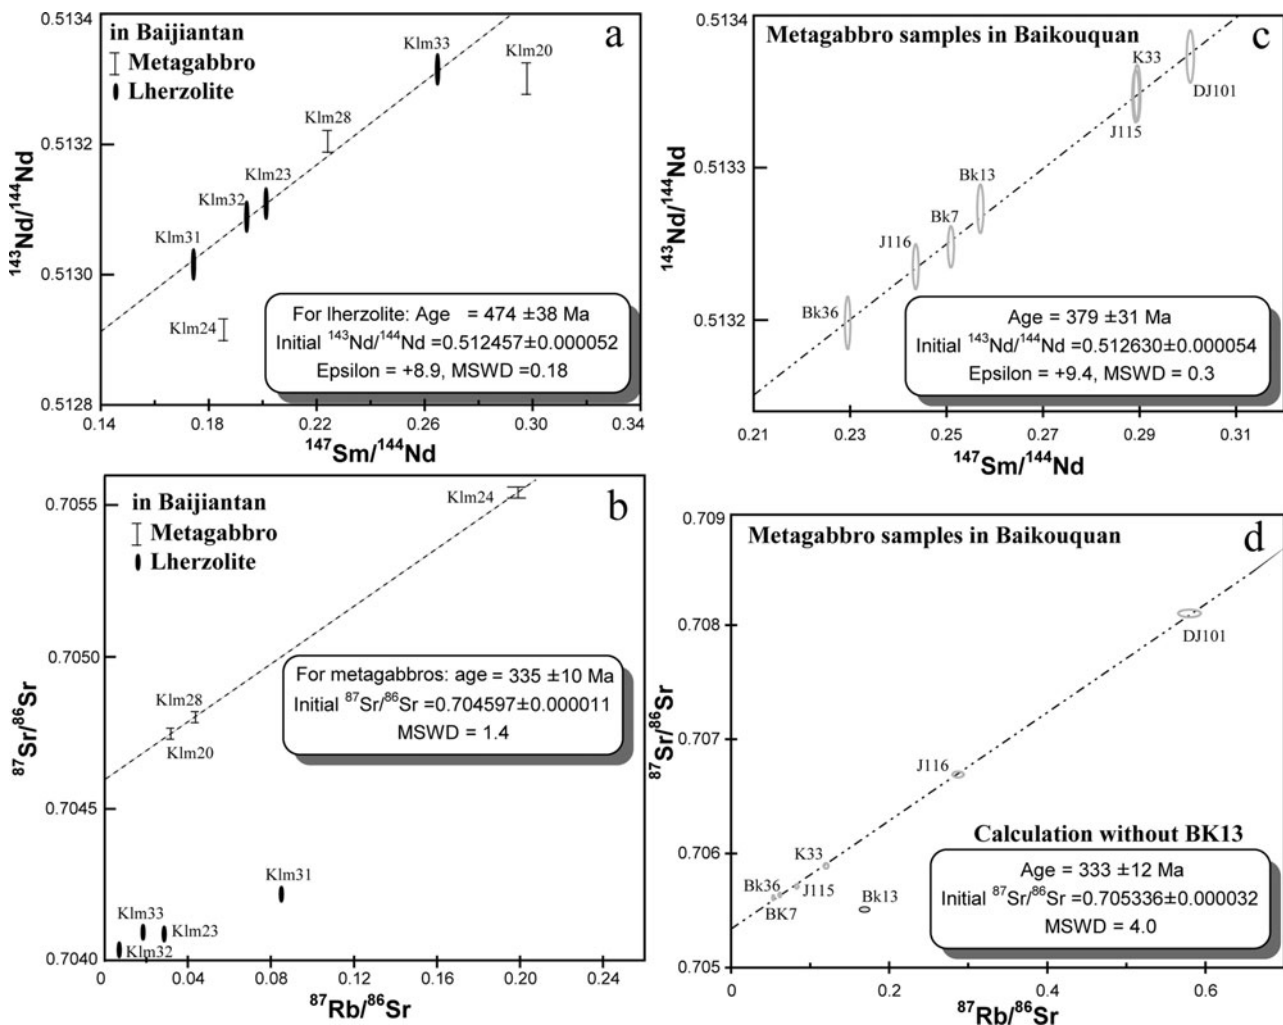 a
in Baijiantan
Metagabbro
Lherzolite
Klm33
Klm20
Klm28
Klm23
Klm32
Klm31
Klm24
0.5134
0.5132
0.5130
0.5128
143Nd/144Nd
For lherzolite: Age = 474 ±38 Ma
Initial 143Nd/144Nd =0.512457±0.000052
Epsilon = +8.9, MSWD =0.18
0.14
0.18
0.22
0.26
0.30
0.34
147Sm/144Nd
c
Metagabbro samples in Baikouquan
K33
DJ101
J115
Bk13
Bk7
J116
Bk36
0.5134
0.5133
0.5132
143Nd/144Nd
Age = 379 ±31 Ma
Initial 143Nd/144Nd =0.512630±0.000054
Epsilon = +9.4, MSWD = 0.3
0.21
0.23
0.25
0.27
0.29
0.31
147Sm/144Nd
b
in Baijiantan
Metagabbro
Lherzolite
Klm24
Klm28
Klm20
Klm31
Klm33
Klm23
Klm32
0.7055
0.7050
0.7045
0.7040
87Sr/86Sr
For metagabbros: age = 335 ±10 Ma
Initial 87Sr/86Sr =0.704597±0.000011
MSWD = 1.4
0
0.04
0.08
0.12
0.16
0.20
0.24
87Rb/86Sr
d
Metagabbro samples in Baikouquan
DJ101
J116
K33
Bk36
J115
BK7
Bk13
0.709
0.708
0.707
0.706
0.705
87Sr/86Sr
Calculation without BK13
Age = 333 ±12 Ma
Initial 87Sr/86Sr =0.705336±0.000032
MSWD = 4.0
0
0.2
0.4
0.6
87Rb/86Sr